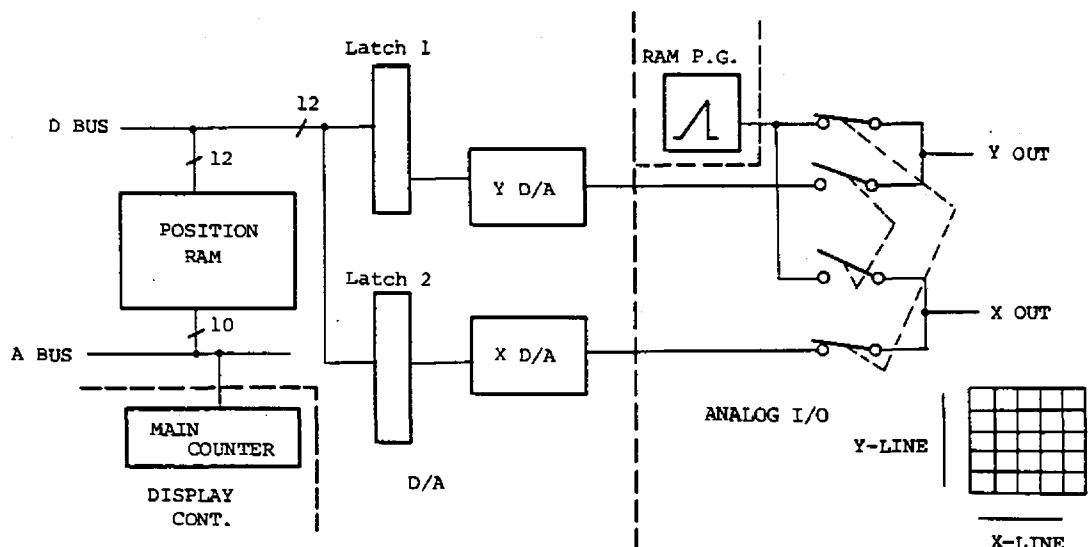 Latch 1
RAM P.G.
12
D BUS
12
Y OUT
Y D/A
POSITION
RAM
Latch 2
10
X OUT
A BUS
X D/A
MAIN
COUNTER
ANALOG I/O
Y-LINE
D/A
DISPLAY
CONT.
X-LINE